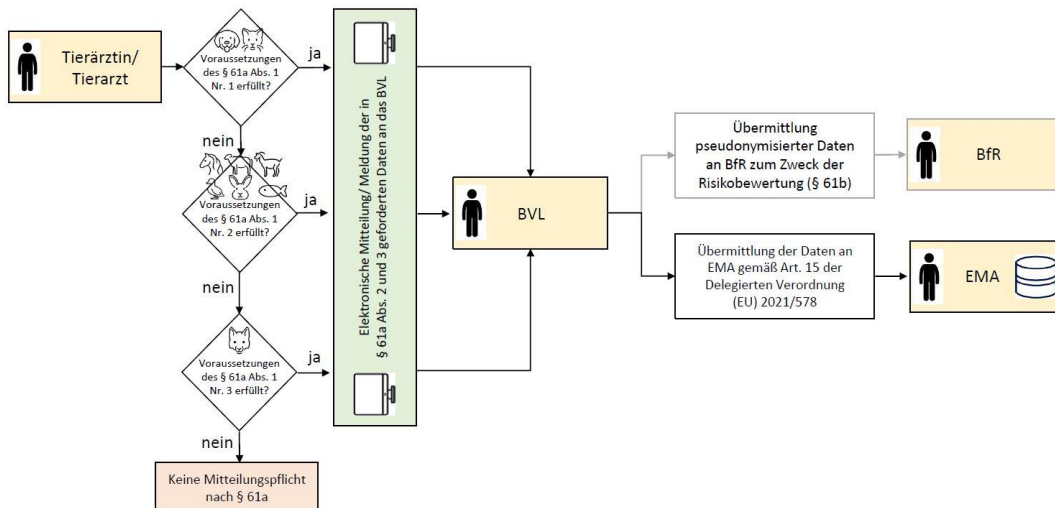 Tierärztin/
Tierarzt
Voraussetzungen
des § 61a Abs. 1
Nr. 1 erfüllt?
ja
nein
Voraussetzungen
des § 61a Abs. 1
Nr. 2 erfüllt?
ja
nein
Voraussetzungen
des § 61a Abs. 1
Nr. 3 erfüllt?
ja
nein
Keine Mitteilungspflicht
nach § 61a
Elektronische Mitteilung/ Meldung der in
§ 61a Abs. 2 und 3 geforderten Daten an das BVL
BVL
Übermittlung
pseudonymisierter Daten
an BfR zum Zweck der
Risikobewertung (§ 61b)
BfR
Übermittlung der Daten an
EMA gemäß Art. 15 der
Delegierten Verordnung
(EU) 2021/578
EMA